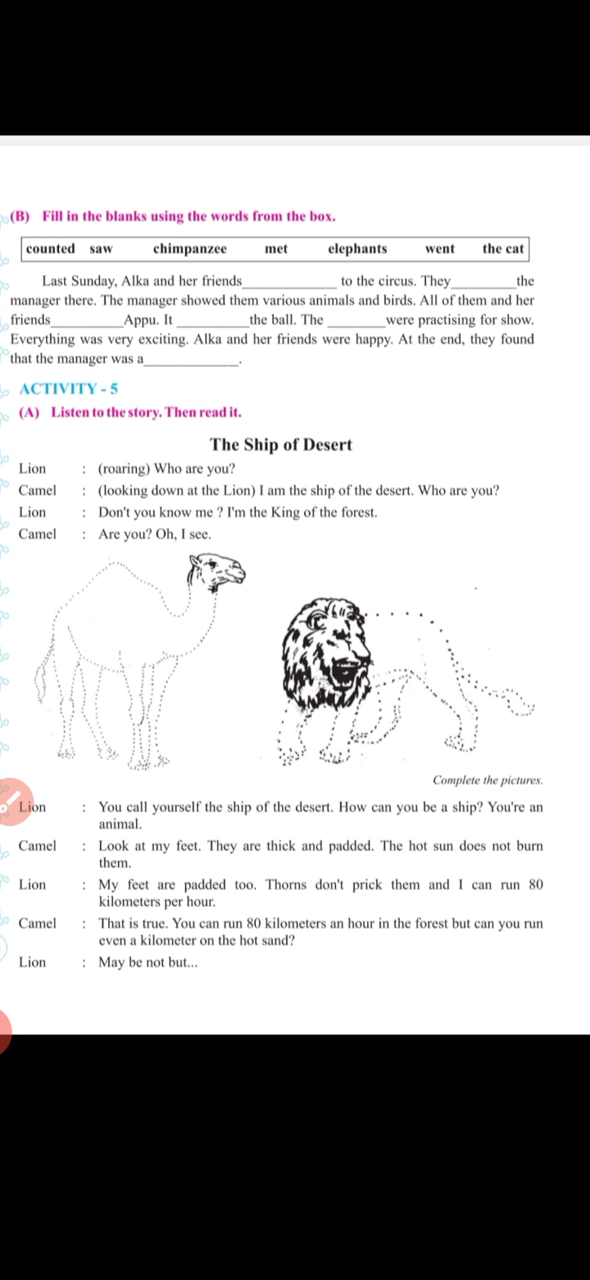 (B) Fill in the blanks using the words from the box.
counted saw chimpanzee met elephants went the cat
Last Sunday, Alka and her friends______________ to the circus. They__________the
manager there. The manager showed them various animals and birds. All of them and her
friends___________Appu. It ___________the ball. The _________were practising for show.
Everything was very exciting. Alka and her friends were happy. At the end, they found
that the manager was a______________.
ACTIVITY - 5
(A) Listen to the story. Then read it.
The Ship of Desert
Lion : (roaring) Who are you?
Camel : (looking down at the Lion) I am the ship of the desert. Who are you?
Lion : Don't you know me ? I'm the King of the forest.
Camel : Are you? Oh, I see.
Complete the pictures.
Lion : You call yourself the ship of the desert. How can you be a ship? You're an
animal.
Camel : Look at my feet. They are thick and padded. The hot sun does not burn
them.
Lion : My feet are padded too. Thorns don't prick them and I can run 80
kilometers per hour.
Camel : That is true. You can run 80 kilometers an hour in the forest but can you run
even a kilometer on the hot sand?
Lion : May be not but...